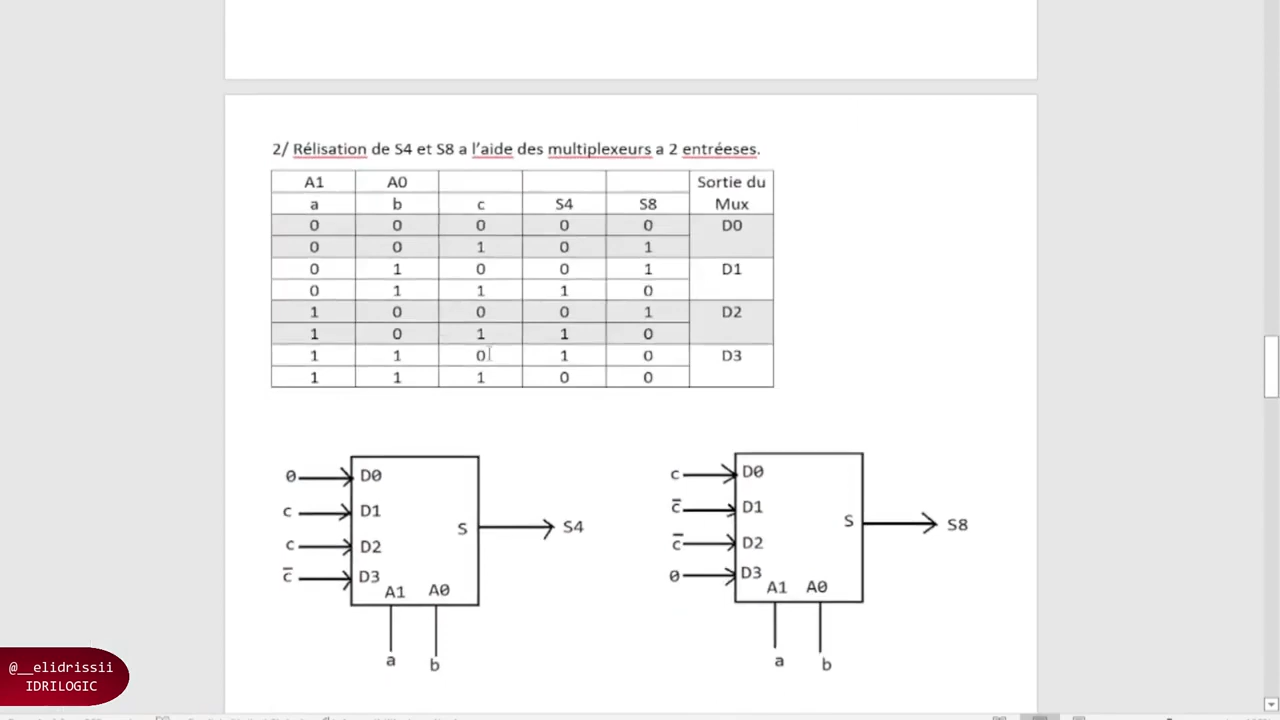 2/ Rélisation de S4 et S8 a l'aide des multiplexeurs a 2 entréeses.
A1 A0 Sortie du
a b c S4 S8 Mux
0 0 0 0 0 D0
0 0 1 0 1
0 1 0 0 1 D1
0 1 1 1 0
1 0 0 0 1 D2
1 0 1 1 0
1 1 0 1 0 D3
1 1 1 0 0
0 D0
c D1
c D2
c̅ D3
S S4
A1 A0
a b
c D0
c̅ D1
c̅ D2
0 D3
S S8
A1 A0
a b
@__elidrissii
IDRILOGIC